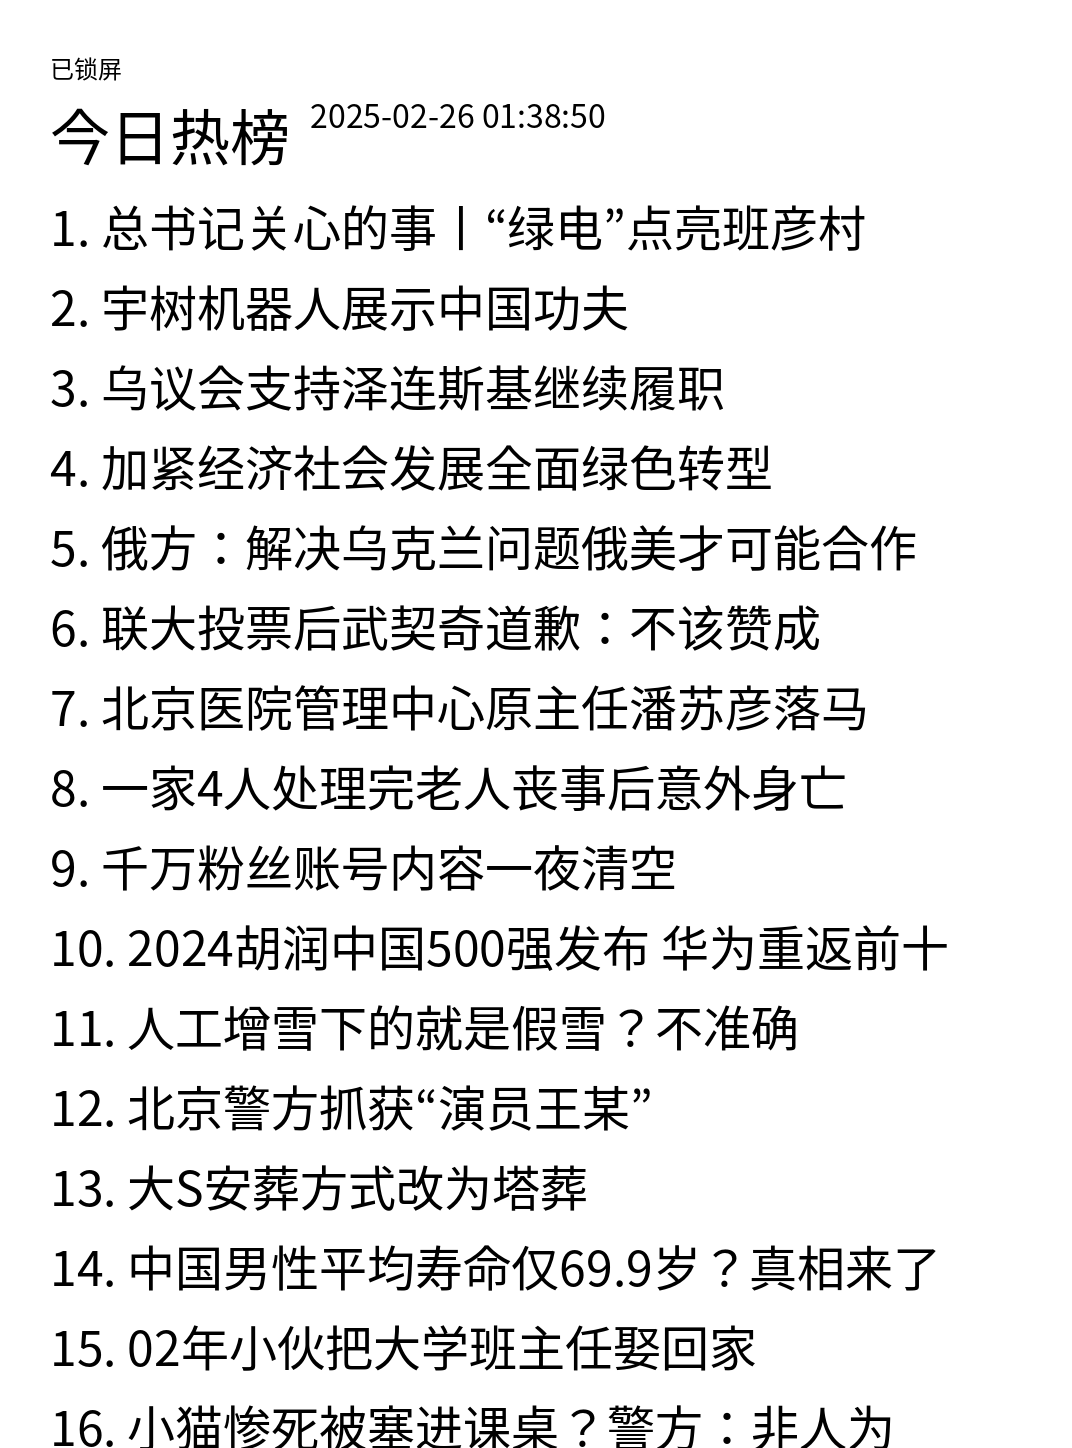 已锁屏
今日热榜 2025-02-26 01:38:50
1. 总书记关心的事丨“绿电”点亮班彦村
2. 宇树机器人展示中国功夫
3. 乌议会支持泽连斯基继续履职
4. 加紧经济社会发展全面绿色转型
5. 俄方：解决乌克兰问题俄美才可能合作
6. 联大投票后武契奇道歉：不该赞成
7. 北京医院管理中心原主任潘苏彦落马
8. 一家4人处理完老人丧事后意外身亡
9. 千万粉丝账号内容一夜清空
10. 2024胡润中国500强发布 华为重返前十
11. 人工增雪下的就是假雪？不准确
12. 北京警方抓获“演员王某”
13. 大S安葬方式改为塔葬
14. 中国男性平均寿命仅69.9岁？真相来了
15. 02年小伙把大学班主任娶回家
16. 小猫惨死被塞进课桌？警方：非人为